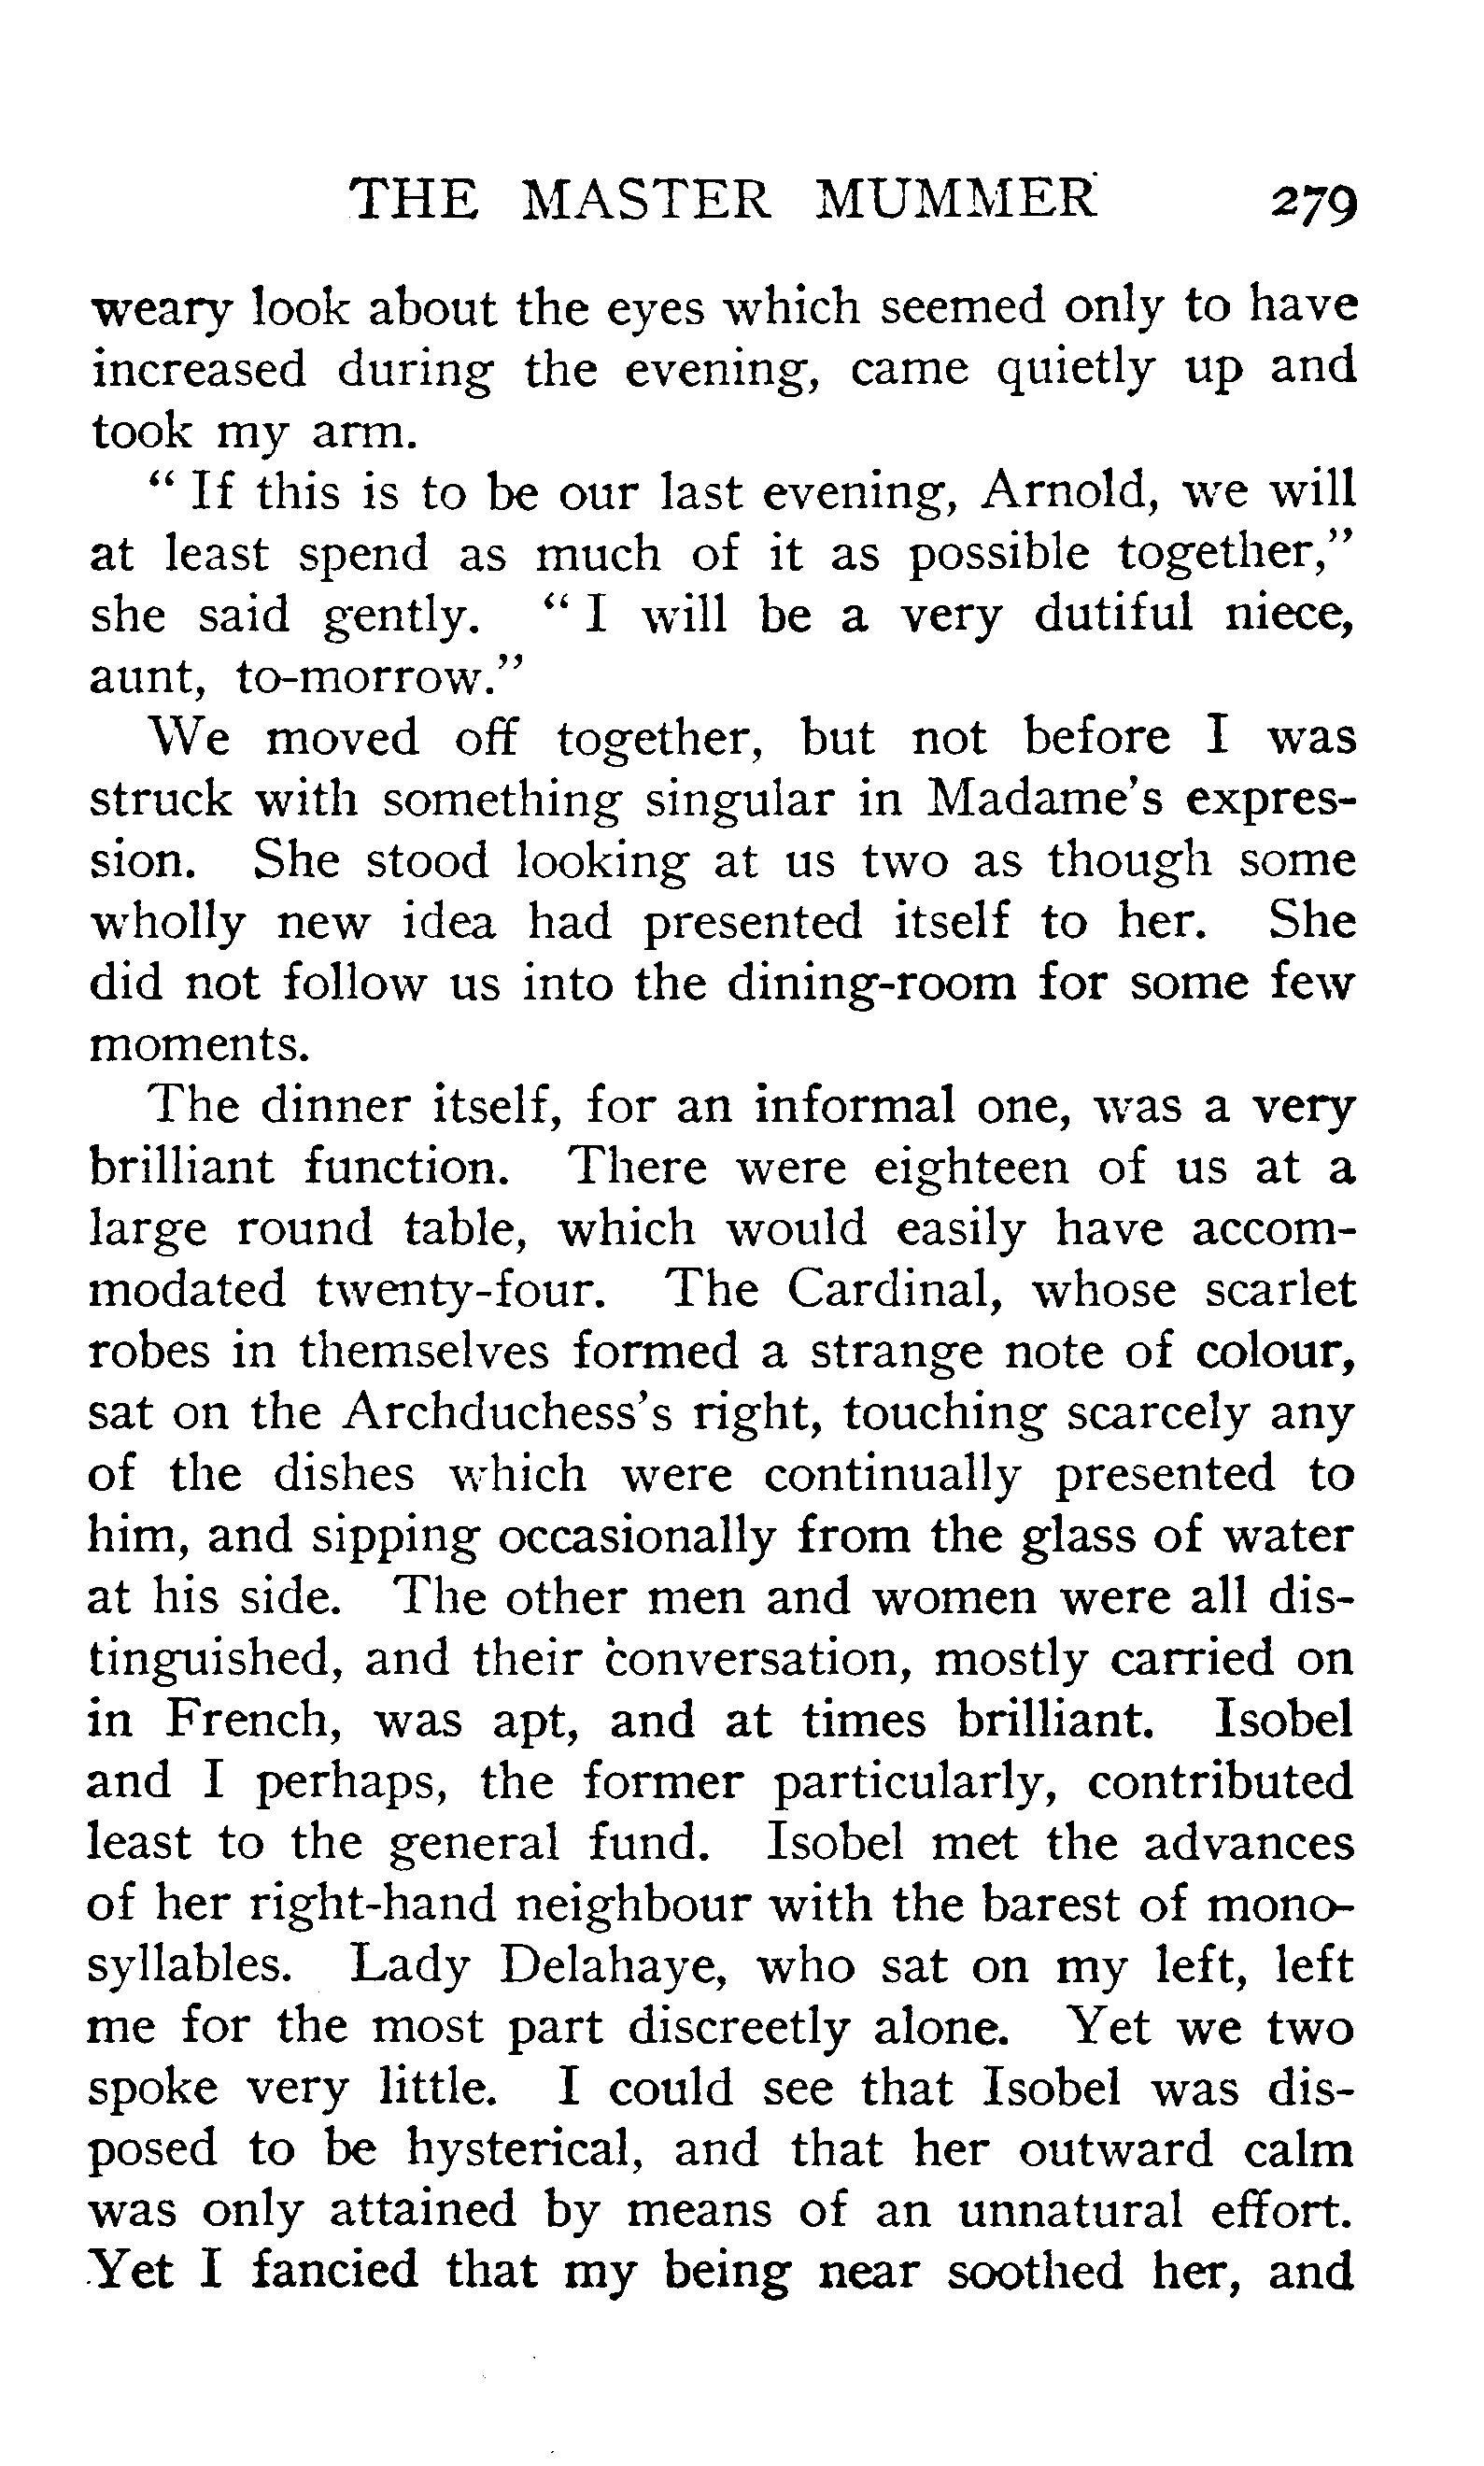 THE MASTER MUMMER 279
weary look about the eyes which seemed only to have
increased during the evening, came quietly up and
took my arm.
“ If this is to be our last evening, Arnold, we will
at least spend as much of it as possible together,”
she said gently. “ I will be a very dutiful niece,
aunt, to-morrow.”
We moved off together, but not before I was
struck with something singular in Madame’s expres-
sion. She stood looking at us two as though some
wholly new idea had presented itself to her. She
did not follow us into the dining-room for some few
moments.
The dinner itself, for an informal one, was a very
brilliant function. There were eighteen of us at a
large round table, which would easily have accom-
modated twenty-four. The Cardinal, whose scarlet
robes in themselves formed a strange note of colour,
sat on the Archduchess’s right, touching scarcely any
of the dishes which were continually presented to
him, and sipping occasionally from the glass of water
at his side. The other men and women were all dis-
tinguished, and their conversation, mostly carried on
in French, was apt, and at times brilliant. Isobel
and I perhaps, the former particularly, contributed
least to the general fund. Isobel met the advances
of her right-hand neighbour with the barest of mono-
syllables. Lady Delahaye, who sat on my left, left
me for the most part discreetly alone. Yet we two
spoke very little. I could see that Isobel was dis-
posed to be hysterical, and that her outward calm
was only attained by means of an unnatural effort.
Yet I fancied that my being near soothed her, and